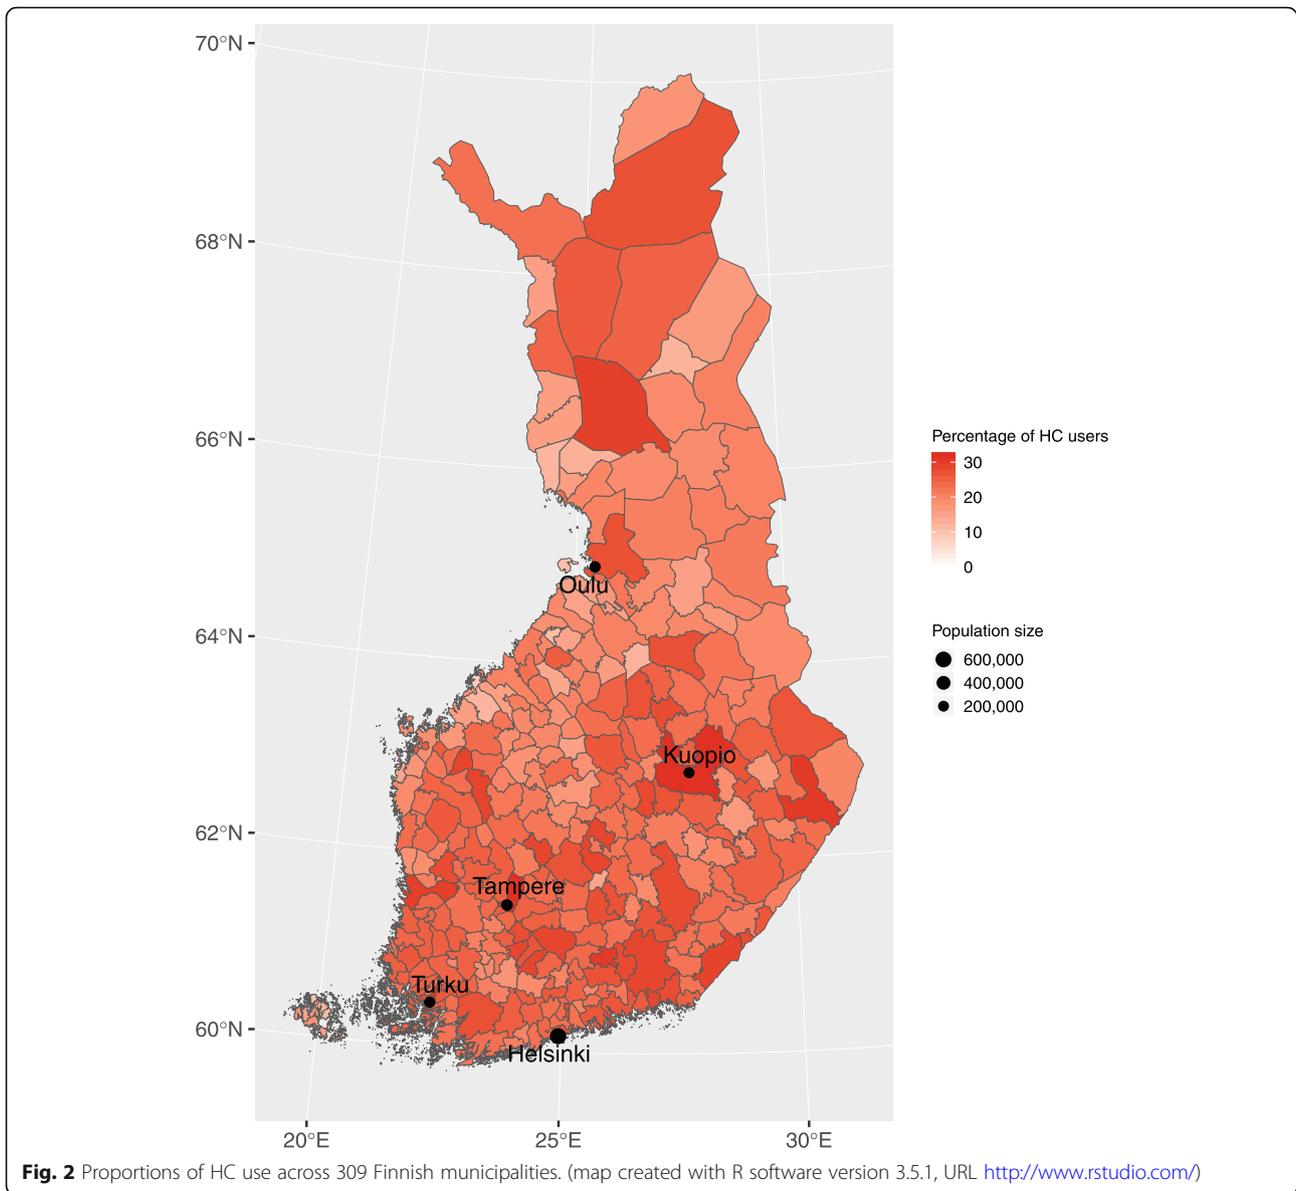 70°N
68°N
66°N
64°N
62°N
60°N
Oulu
Kuopio
Tampere
Turku
Helsinki
20°E 25°E 30°E
Percentage of HC users
30
20
10
0
Population size
600,000
400,000
200,000
Fig. 2 Proportions of HC use across 309 Finnish municipalities. (map created with R software version 3.5.1, URL http://www.rstudio.com/)